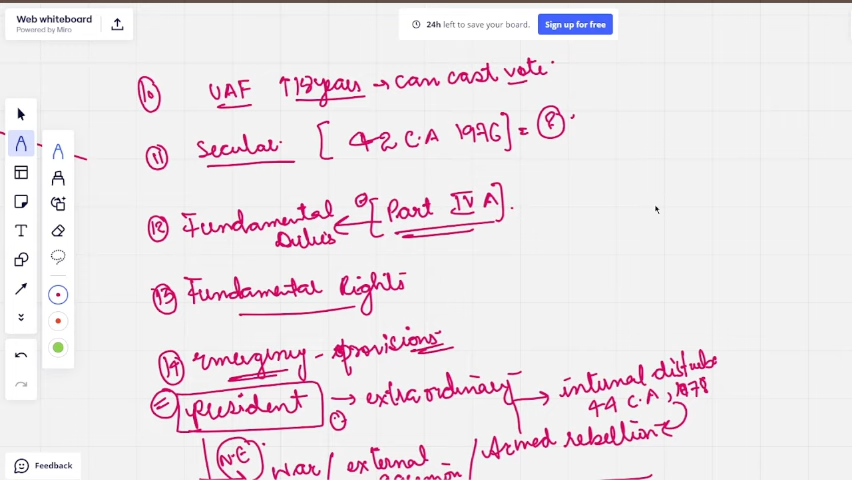 Web whiteboard
Powered by Miro
24h left to save your board.
Sign up for free
10 UAF ↑ 18 years → can cast vote.
11 Secular. [ 42 C.A 1976 ] = P
12 Fundamental Duties ← [ Part IV A ].
13 Fundamental Rights
14 emergency - provisions
= president → extraordinary → internal disturbe
44 C.A, 1978
N.E War / external / Armed rebellion
T
Feedback